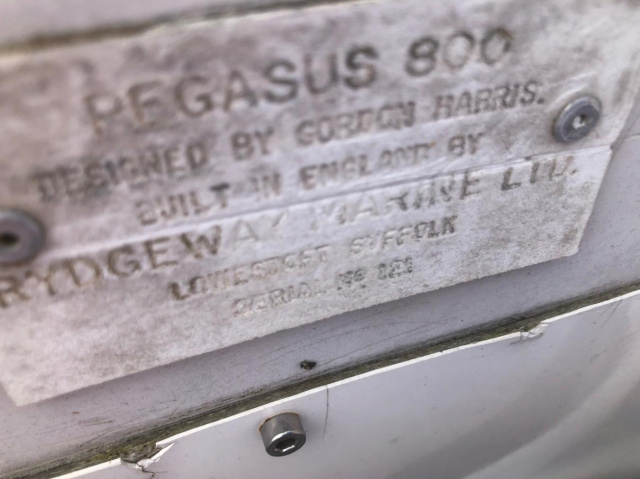 PEGASUS 800
DESIGNED BY GORDON HARRIS.
BUILT IN ENGLAND BY
RYDGEWAY MARINE LTD.
LOWESTOFT SUFFOLK
SERIAL NO